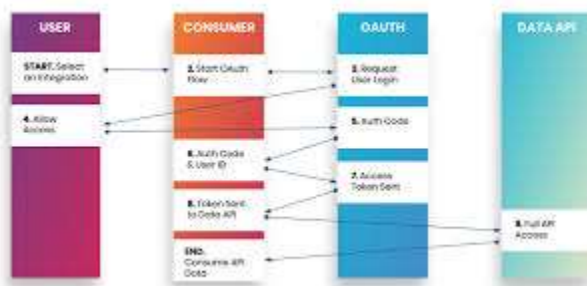 USER
CONSUMER
OAUTH
DATA API
START. Select
an Integration
2. Start OAuth
Flow
3. Request
User Login
4. Allow
Access
5. Auth Code
6. Auth Code
& User ID
7. Access
Token Sent
8. Token Sent
to Data API
9. Full API
Access
END.
Consume API
Data